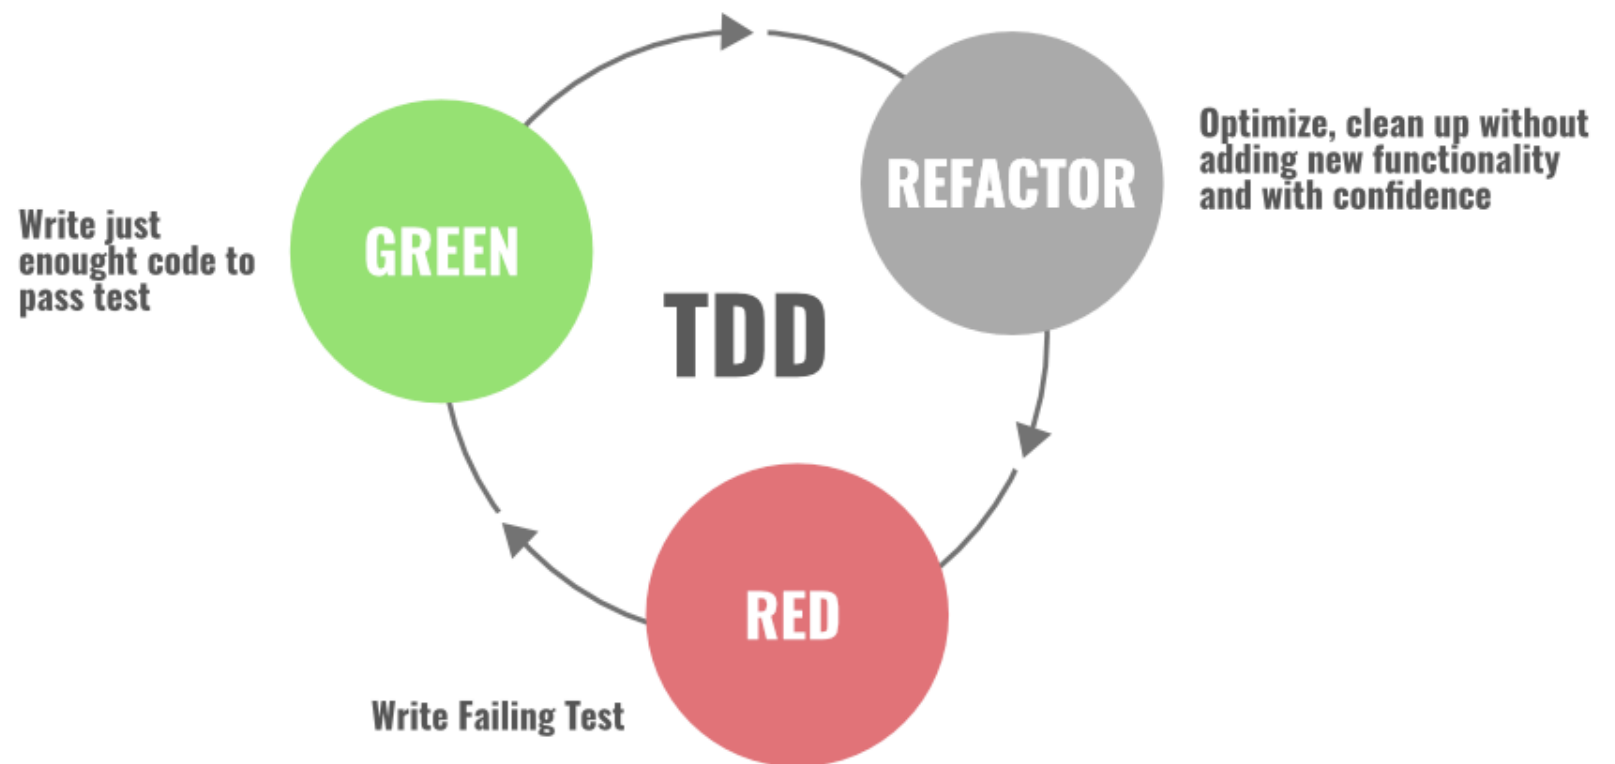 REFACTOR
Optimize, clean up without
adding new functionality
and with confidence
Write just
enought code to
pass test
GREEN
TDD
RED
Write Failing Test